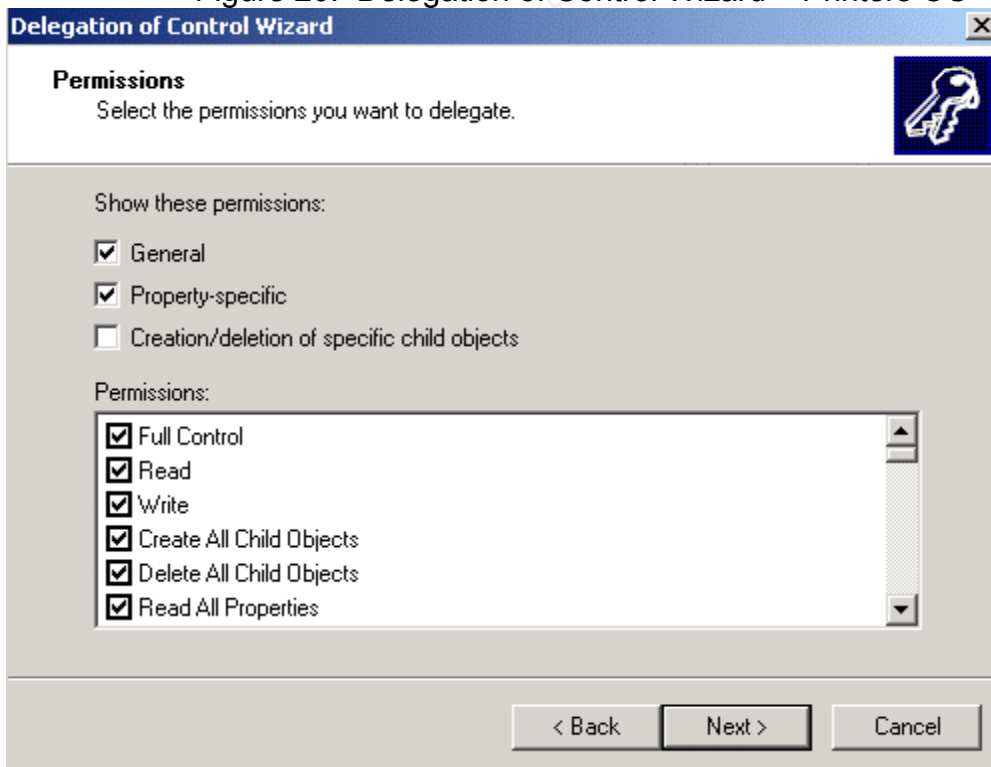 Delegation of Control Wizard
Permissions
Select the permissions you want to delegate.
Show these permissions:
General
Property-specific
Creation/deletion of specific child objects
Permissions:
Full Control
Read
Write
Create All Child Objects
Delete All Child Objects
Read All Properties
< Back
Next >
Cancel